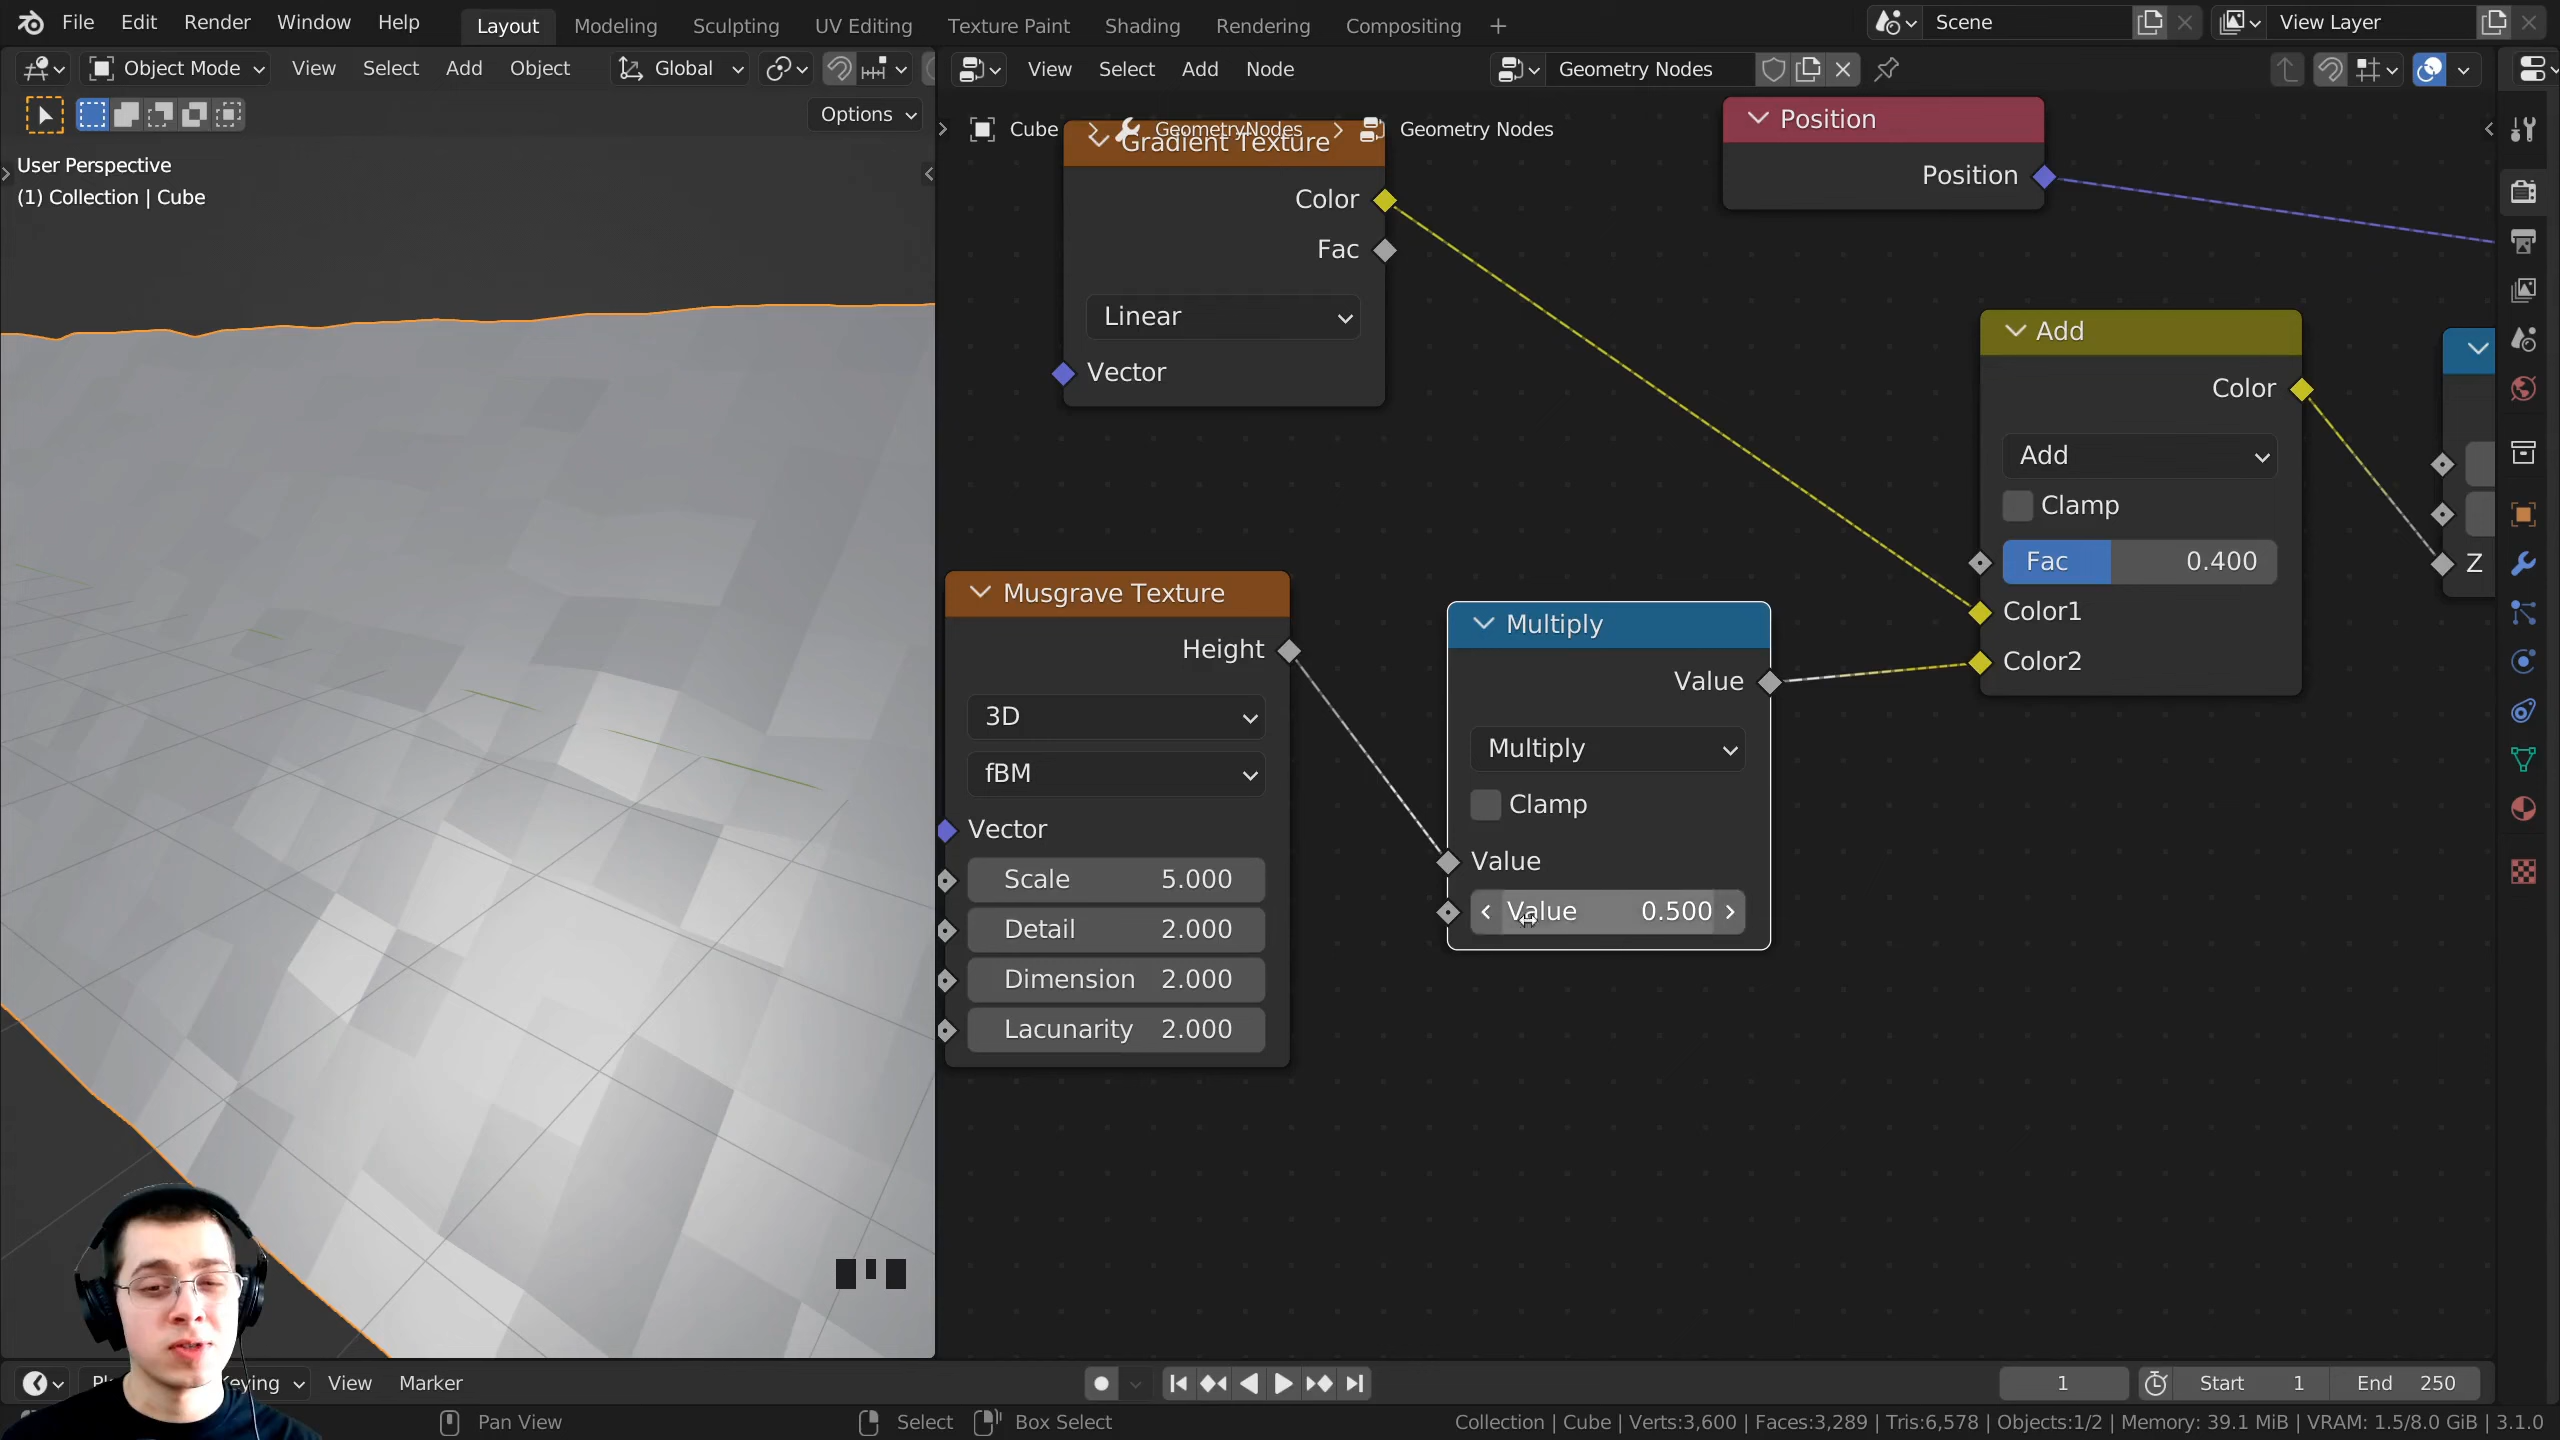 File Edit Render Window Help Layout Modeling Sculpting UV Editing Texture Paint Shading Rendering Compositing + Scene View Layer
Object Mode View Select Add Object Global View Select Add Node Geometry Nodes
Options
Cube GeometryNodes Geometry Nodes
User Perspective
(1) Collection | Cube
Gradient Texture
Color
Fac
Linear
Vector
Position
Position
Add
Color
Add
Clamp
Fac 0.400
Color1
Color2
Z
Musgrave Texture
Height
3D
fBM
Vector
Scale 5.000
Detail 2.000
Dimension 2.000
Lacunarity 2.000
Multiply
Value
Multiply
Clamp
Value
Value 0.500
View Marker 1 Start 1 End 250
Pan View Select Box Select Collection | Cube | Verts:3,600 | Faces:3,289 | Tris:6,578 | Objects:1/2 | Memory: 39.1 MiB | VRAM: 1.5/8.0 GiB | 3.1.0